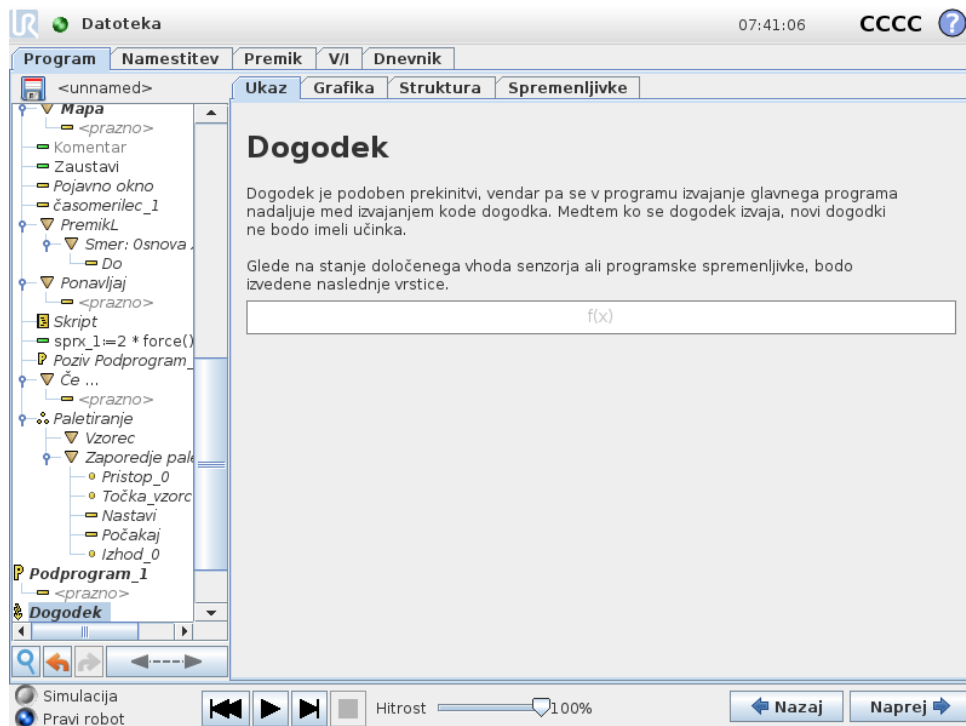 Datoteka
07:41:06
CCCC
?
Program
Namestitev
Premik
V/I
Dnevnik
<unnamed>
Ukaz
Grafika
Struktura
Spremenljivke
Mapa
<prazno>
Komentar
Zaustavi
Pojavno okno
časomerilec_1
PremikL
Smer: Osnova
Do
Ponavljaj
<prazno>
Skript
sprx_1:=2 * force()
Poziv Podprogram_
Če ...
<prazno>
Paletiranje
Vzorec
Zaporedje pale
Pristop_0
Točka_vzorc
Nastavi
Počakaj
Izhod_0
Podprogram_1
<prazno>
Dogodek
Dogodek
Dogodek je podoben prekinitvi, vendar pa se v programu izvajanje glavnega programa
nadaljuje med izvajanjem kode dogodka. Medtem ko se dogodek izvaja, novi dogodki
ne bodo imeli učinka.
Glede na stanje določenega vhoda senzorja ali programske spremenljivke, bodo
izvedene naslednje vrstice.
f(x)
Simulacija
Pravi robot
Hitrost
100%
Nazaj
Naprej